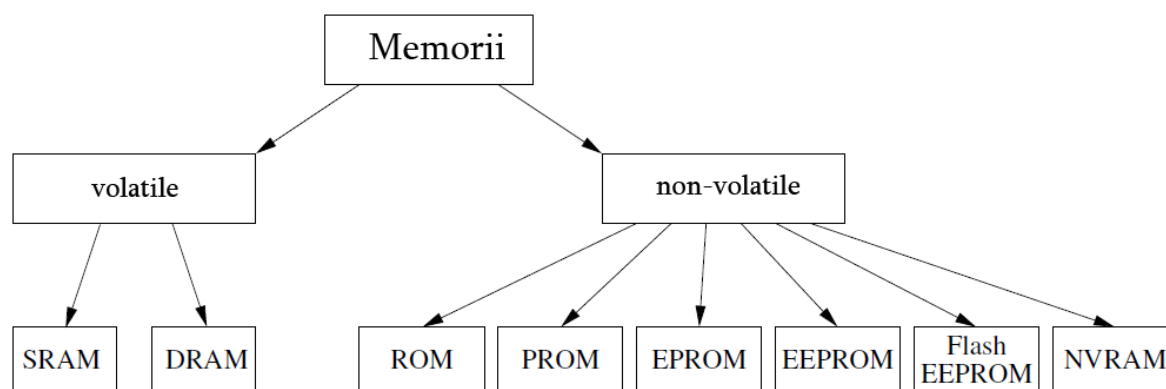 Memorii
volatile
non-volatile
SRAM
DRAM
ROM
PROM
EPROM
EEPROM
Flash
EEPROM
NVRAM